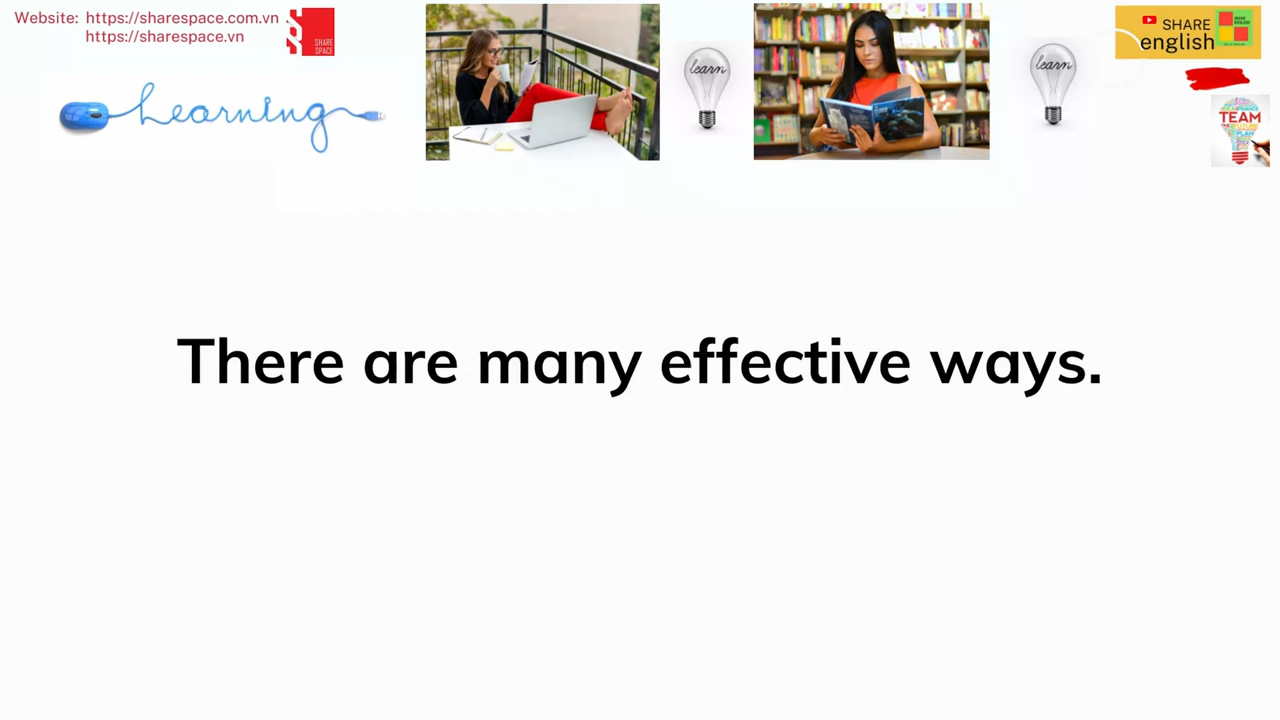 Website: https://sharespace.com.vn
https://sharespace.vn
SHARE
SPACE
Learning
learn
learn
SHARE
english
TEAM
PLAN
There are many effective ways.